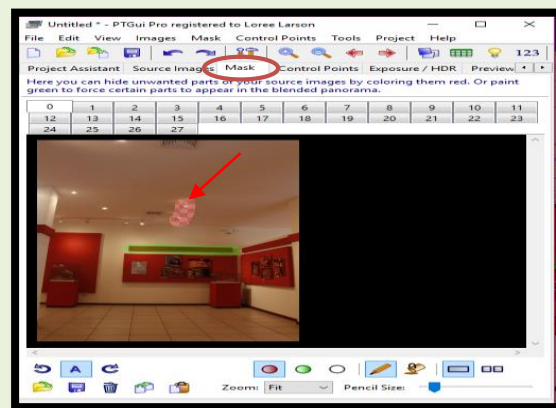 Untitled * - PTGui Pro registered to Loree Larson
File Edit View Images Mask Control Points Tools Project Help
123
Project Assistant Source Images Mask Control Points Exposure / HDR Preview
Here you can hide unwanted parts of your source images by coloring them red. Or paint
green to force certain parts to appear in the blended panorama.
0 1 2 3 4 5 6 7 8 9 10 11
12 13 14 15 16 17 18 19 20 21 22 23
24 25 26 27
A
Zoom: Fit Pencil Size: